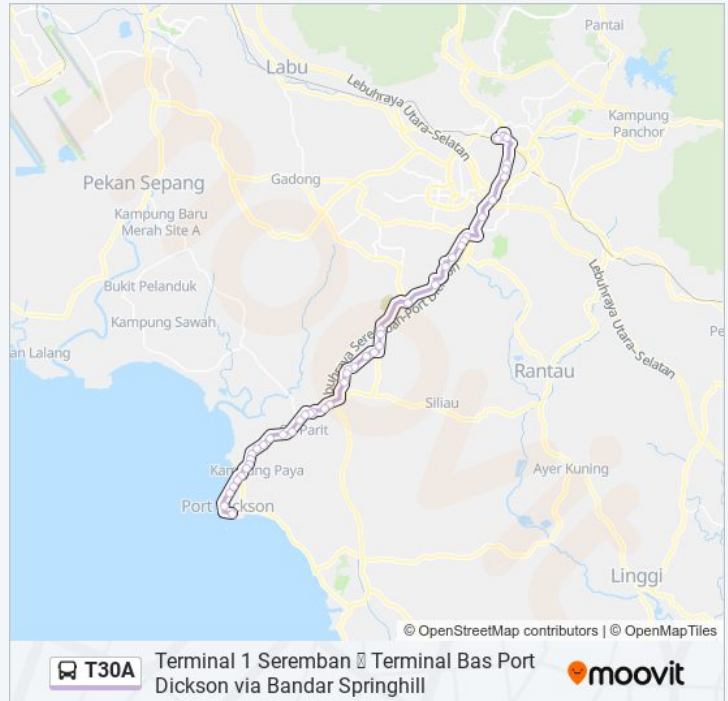 Pantai
Labu
Lebuhraya Utara-Selatan
Kampung
Panchor
Pekan Sepang
Gadong
Kampung Baru
Merah Site A
Bukit Pelanduk
Kampung Sawah
Lebuhraya Utara-Selatan
an Lalang
Pe
Rantau
Siliau
Parit
Kampung Paya
Ayer Kuning
Port Dickson
Linggi
© OpenStreetMap contributors | © OpenMapTiles
T30A
Terminal 1 Seremban Terminal Bas Port
Dickson via Bandar Springhill
moovit